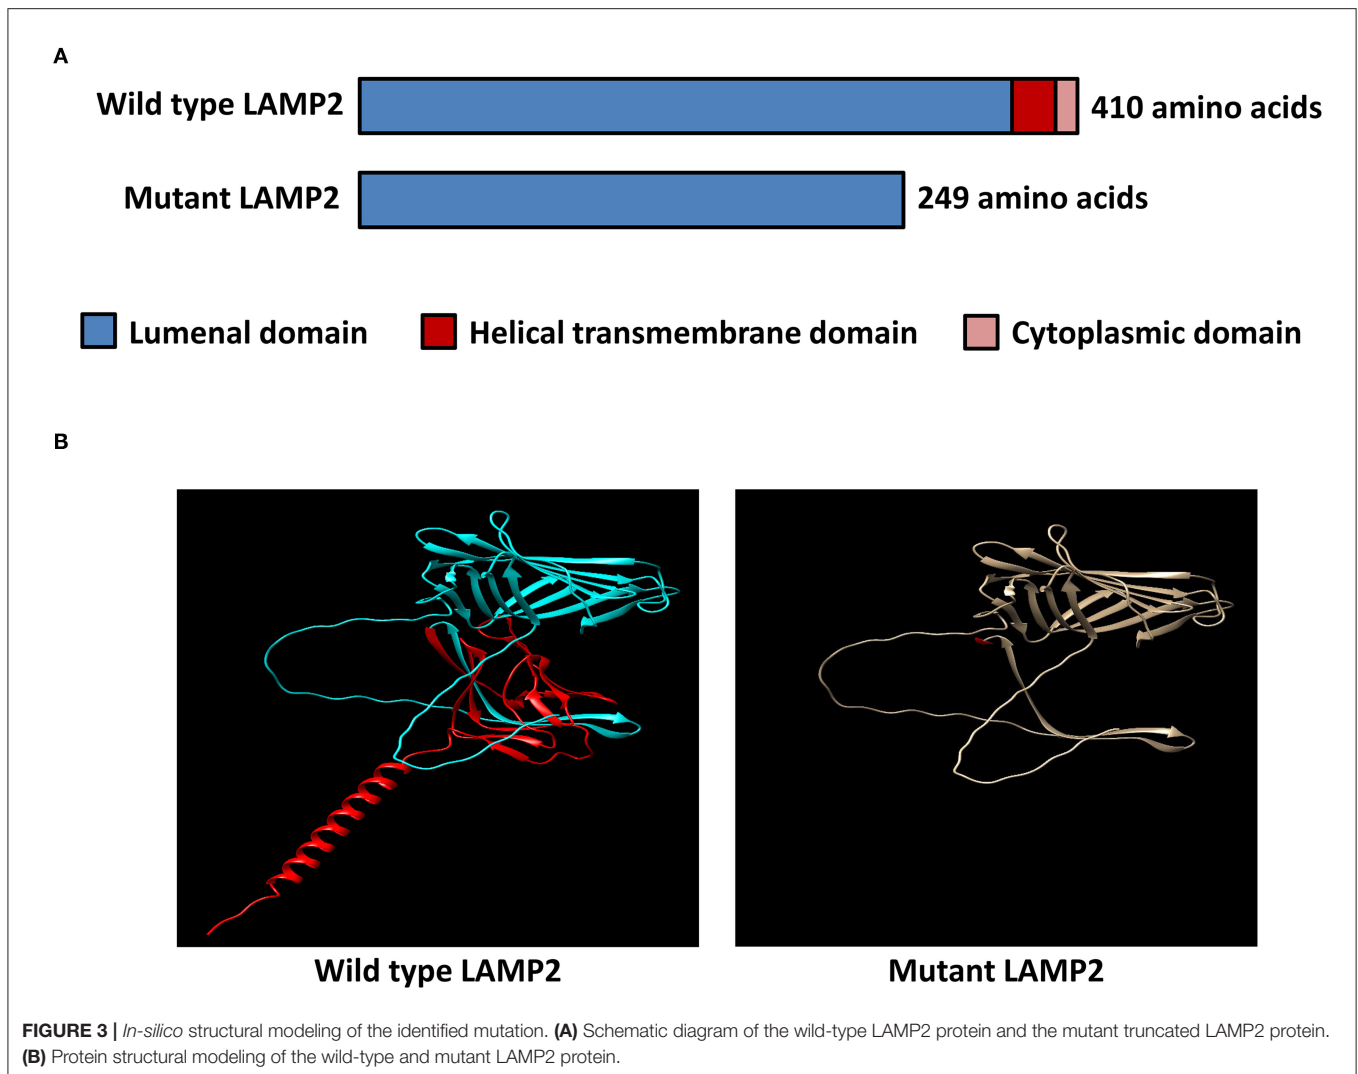 A
Wild type LAMP2
410 amino acids
Mutant LAMP2
249 amino acids
Lumenal domain
Helical transmembrane domain
Cytoplasmic domain
B
Wild type LAMP2
Mutant LAMP2
FIGURE 3 | In-silico structural modeling of the identified mutation. (A) Schematic diagram of the wild-type LAMP2 protein and the mutant truncated LAMP2 protein.
(B) Protein structural modeling of the wild-type and mutant LAMP2 protein.